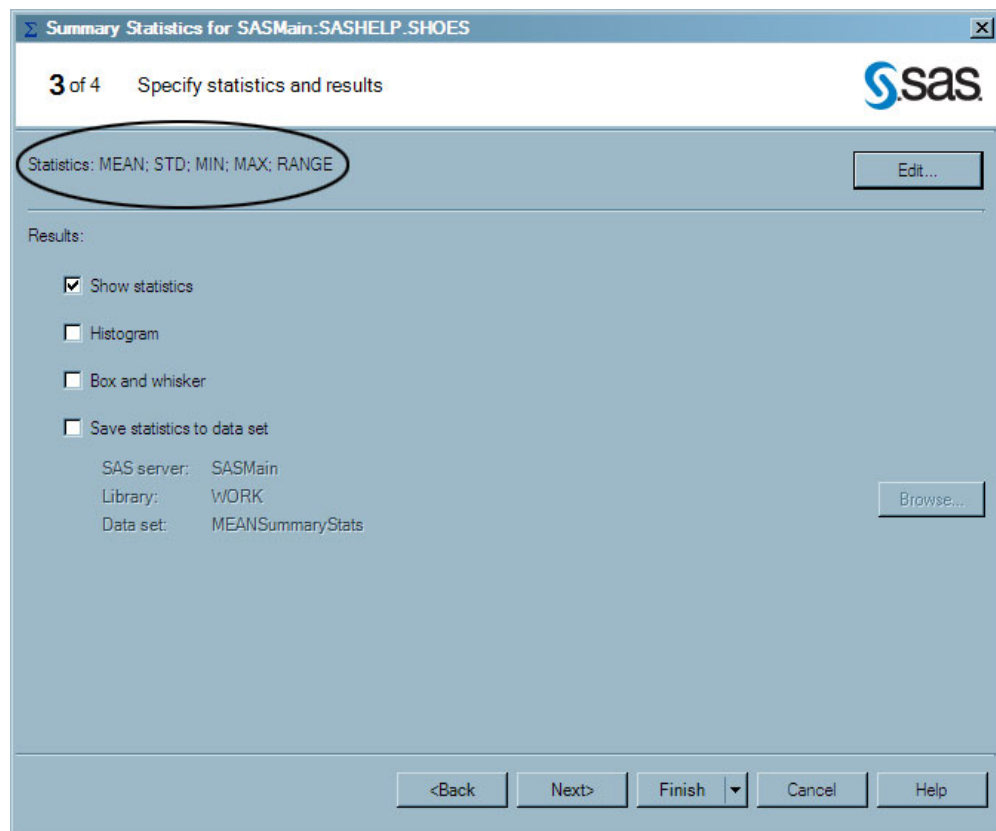 Σ Summary Statistics for SASMain:SASHELP.SHOES
3 of 4 Specify statistics and results
sas
Statistics: MEAN; STD; MIN; MAX; RANGE
Edit...
Results:
Show statistics
Histogram
Box and whisker
Save statistics to data set
SAS server: SASMain
Library: WORK
Browse...
Data set: MEANSummaryStats
<Back Next> Finish Cancel Help